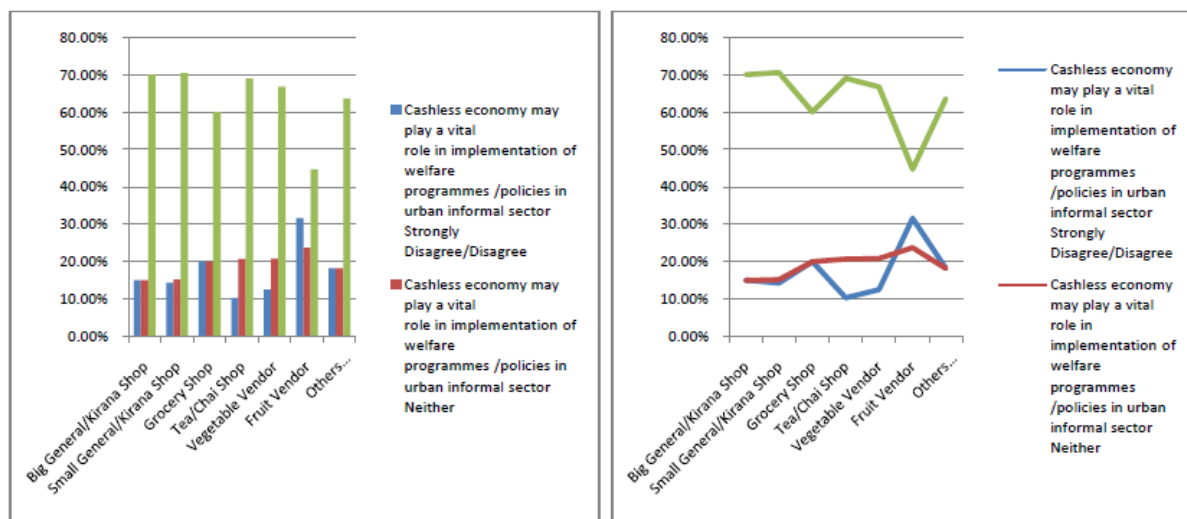 80.00%
70.00%
60.00%
50.00%
40.00%
30.00%
20.00%
10.00%
0.00%
Big General/Kirana Shop
Small General/Kirana Shop
Grocery Shop
Tea/Chai Shop
Vegetable Vendor
Fruit Vendor
Others...
Cashless economy may
play a vital
role in implementation of
welfare
programmes /policies in
urban informal sector
Strongly
Disagree/Disagree
Cashless economy may
play a vital
role in implementation of
welfare
programmes /policies in
urban informal sector
Neither
80.00%
70.00%
60.00%
50.00%
40.00%
30.00%
20.00%
10.00%
0.00%
Big General/Kirana Shop
Small General/Kirana Shop
Grocery Shop
Tea/Chai Shop
Vegetable Vendor
Fruit Vendor
Others...
Cashless economy
may play a vital
role in
implementation of
welfare
programmes
/policies in urban
informal sector
Strongly
Disagree/Disagree
Cashless economy
may play a vital
role in
implementation of
welfare
programmes
/policies in urban
informal sector
Neither